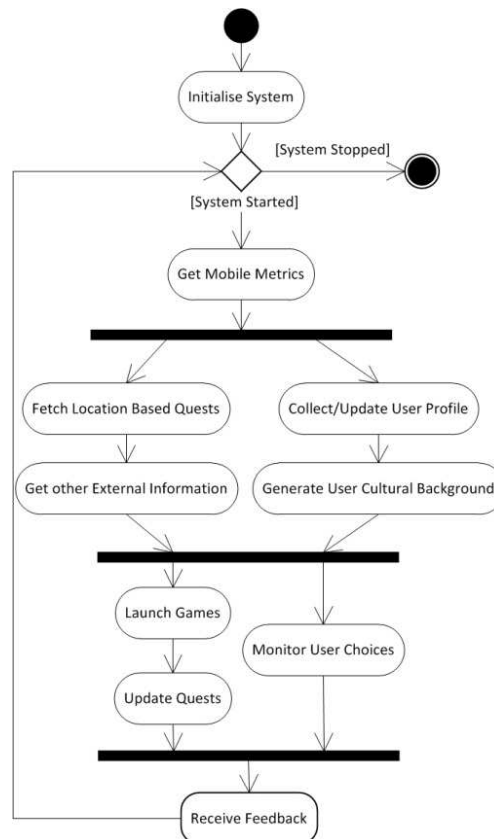 Initialise System
[System Stopped]
[System Started]
Get Mobile Metrics
Fetch Location Based Quests
Collect/Update User Profile
Get other External Information
Generate User Cultural Background
Launch Games
Monitor User Choices
Update Quests
Receive Feedback